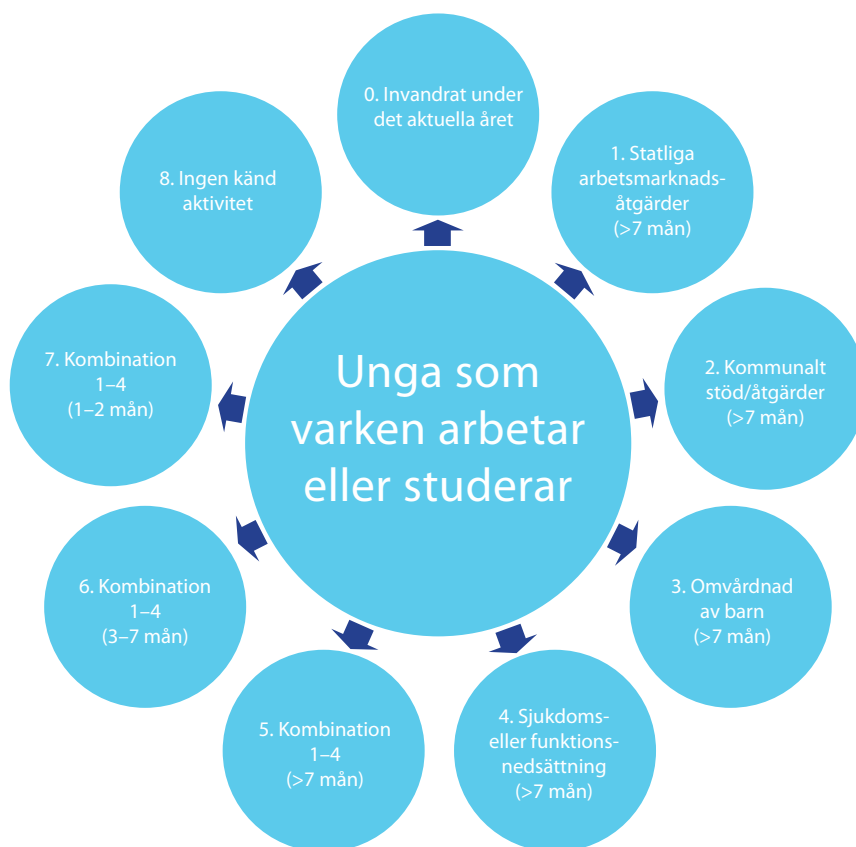 0. Invandrat under
det aktuella året
1. Statliga
arbetsmarknads-
åtgärder
(>7 mån)
2. Kommunalt
stöd/åtgärder
(>7 mån)
3. Omvårdnad
av barn
(>7 mån)
4. Sjukdoms-
eller funktions-
nedsättning
(>7 mån)
5. Kombination
1–4
(>7 mån)
6. Kombination
1–4
(3–7 mån)
7. Kombination
1–4
(1–2 mån)
8. Ingen känd
aktivitet
Unga som
varken arbetar
eller studerar